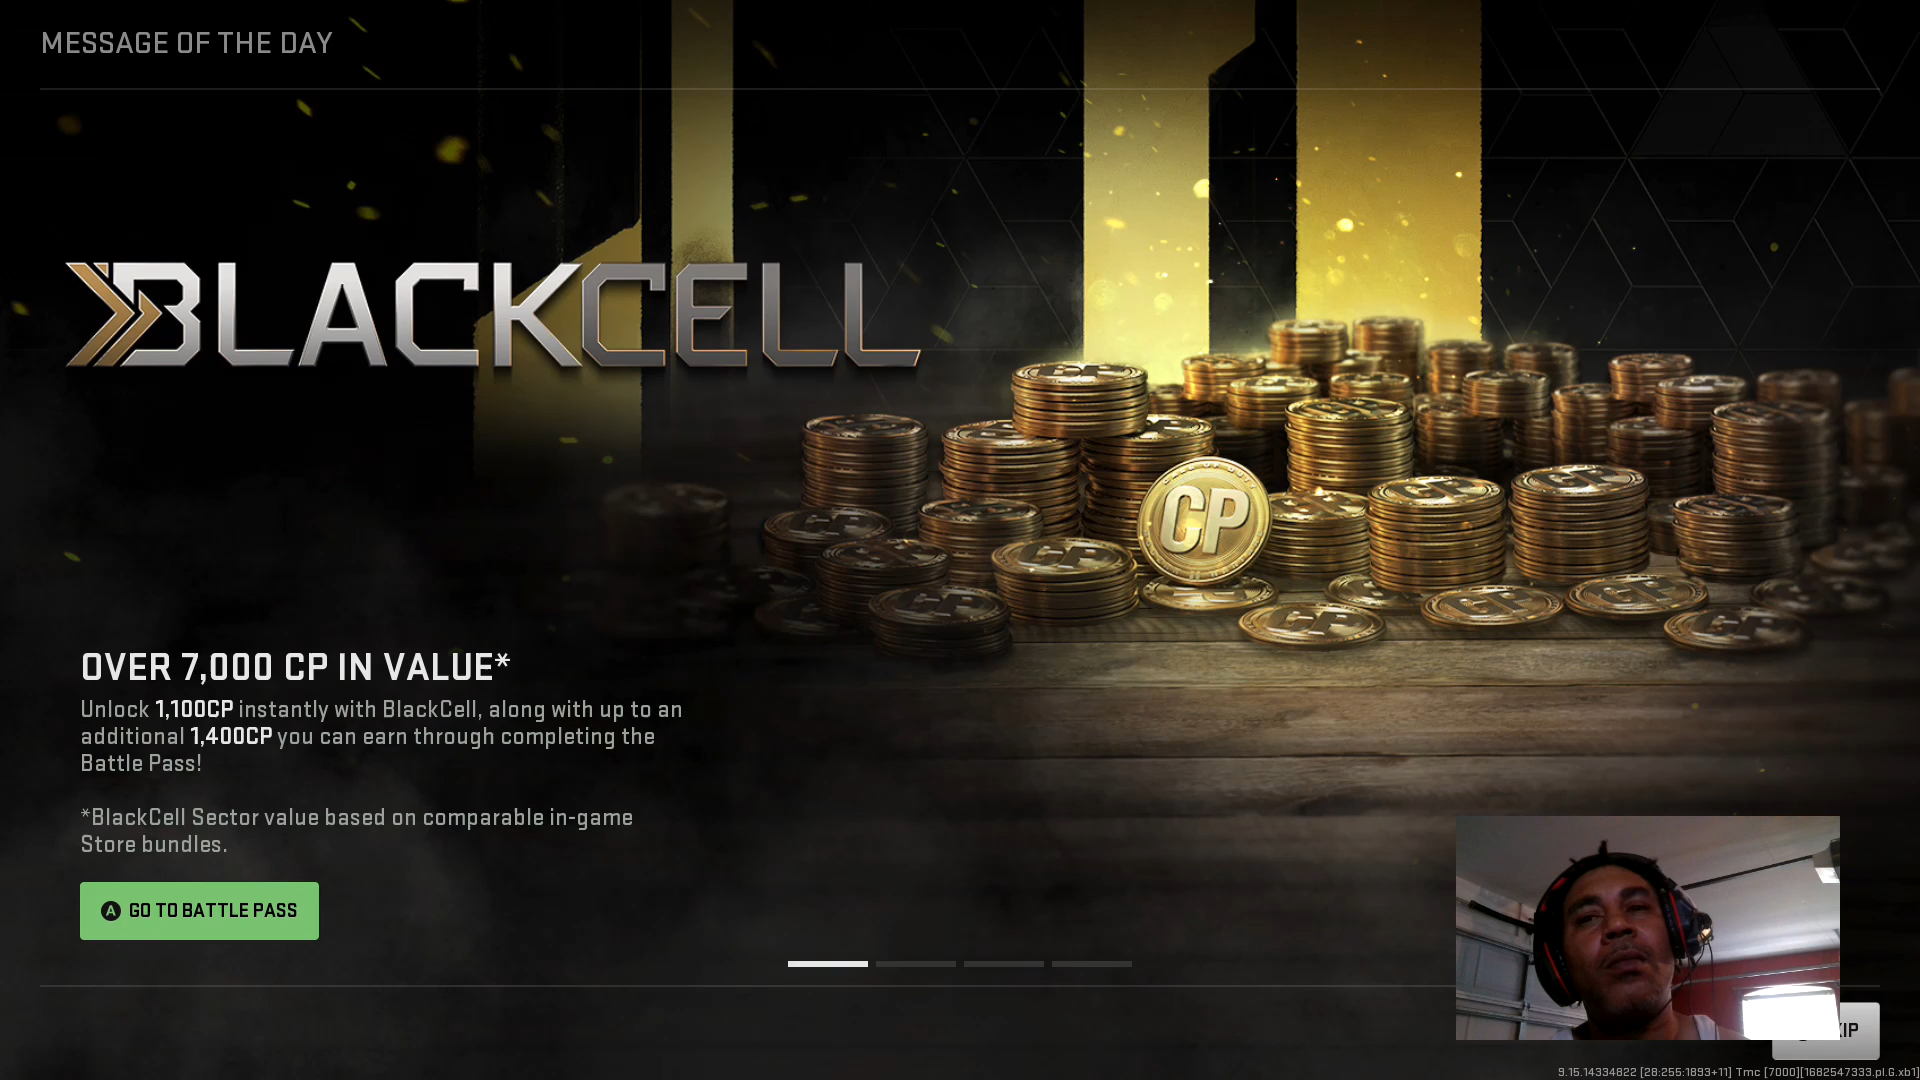 MESSAGE OF THE DAY
BLACKCELL
CP
OVER 7,000 CP IN VALUE*
Unlock 1,100CP instantly with BlackCell, along with up to an
additional 1,400CP you can earn through completing the
Battle Pass!
*BlackCell Sector value based on comparable in-game
Store bundles.
A GO TO BATTLE PASS
9.15.14334822 [28:255:1893+11] Tmc [7000][1682547333.pl.G.xb1]